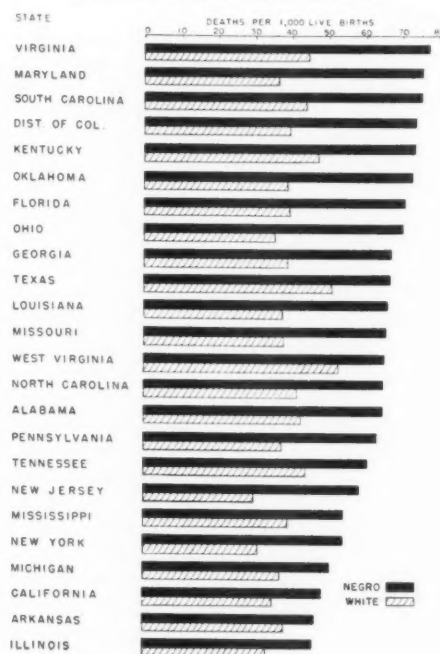 STATE
DEATHS PER 1,000 LIVE BIRTHS
0 10 20 30 40 50 60 70 80
VIRGINIA
MARYLAND
SOUTH CAROLINA
DIST. OF COL.
KENTUCKY
OKLAHOMA
FLORIDA
OHIO
GEORGIA
TEXAS
LOUISIANA
MISSOURI
WEST VIRGINIA
NORTH CAROLINA
ALABAMA
PENNSYLVANIA
TENNESSEE
NEW JERSEY
MISSISSIPPI
NEW YORK
MICHIGAN
NEGRO
CALIFORNIA
WHITE
ARKANSAS
ILLINOIS